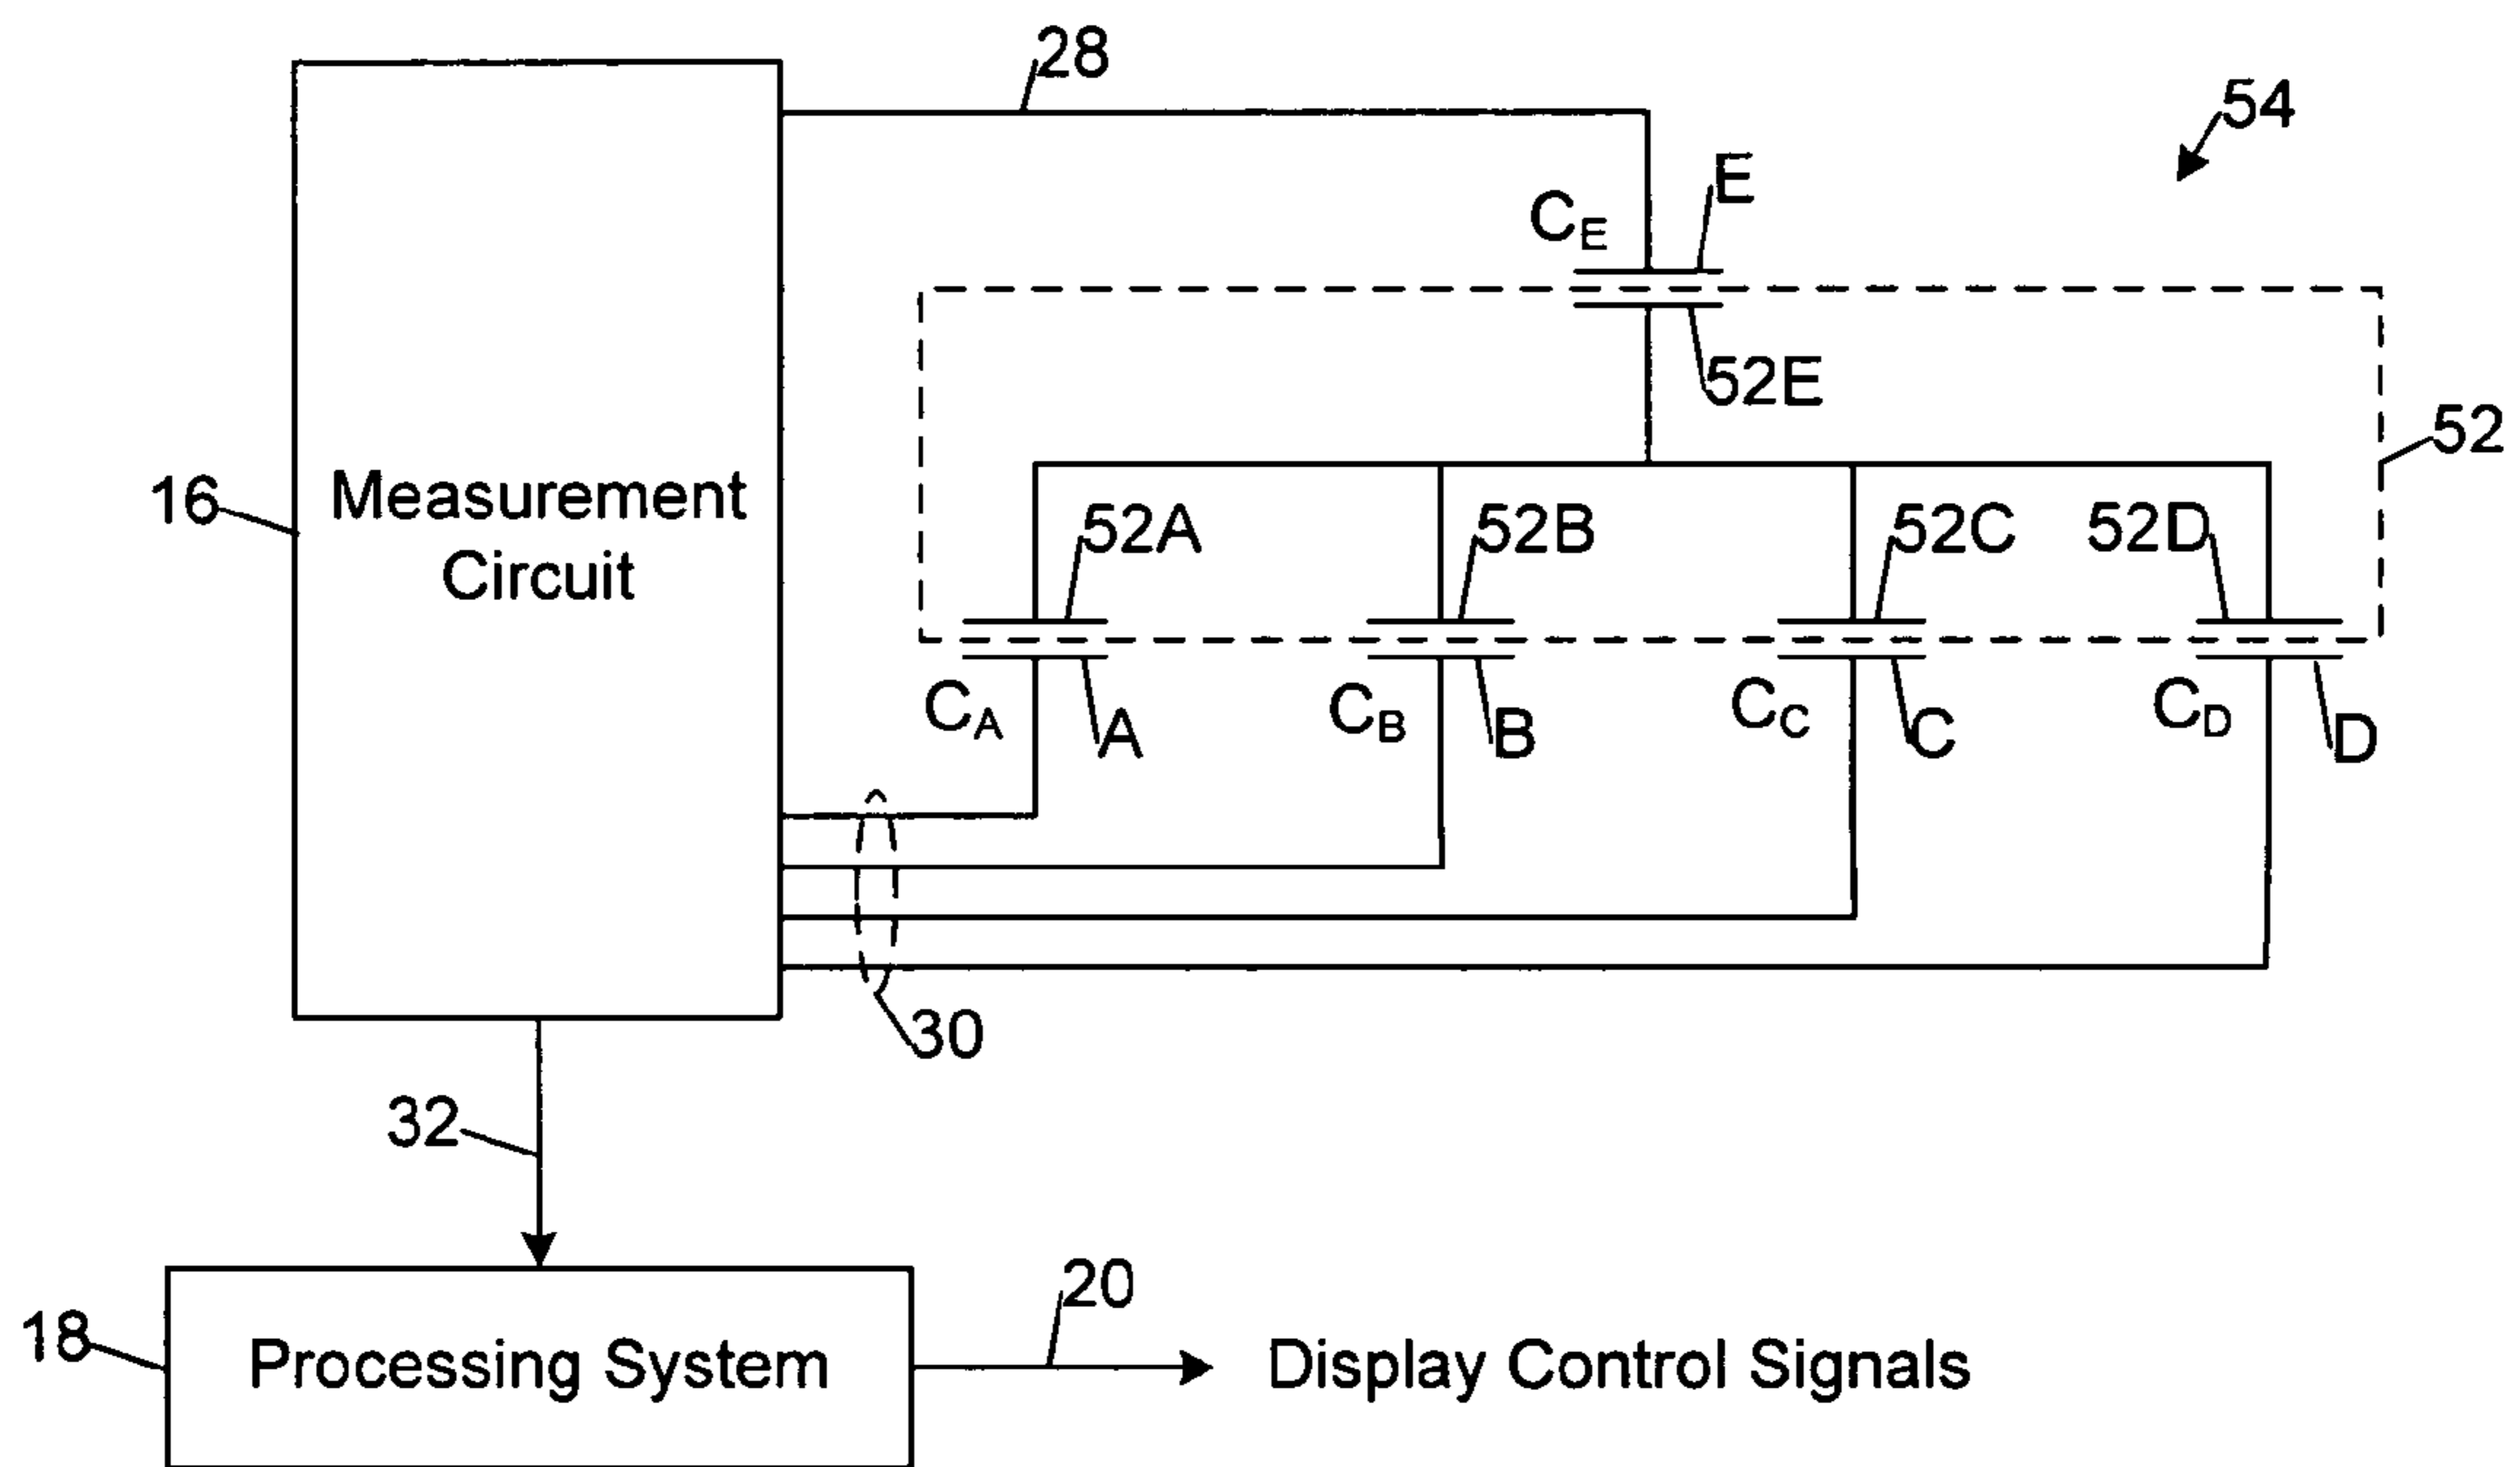 28
54
E
C_E
52E
52
16
Measurement
Circuit
52A
52B
52C
52D
C_A
A
C_B
B
C_C
C
C_D
D
30
32
20
18
Processing System
Display Control Signals